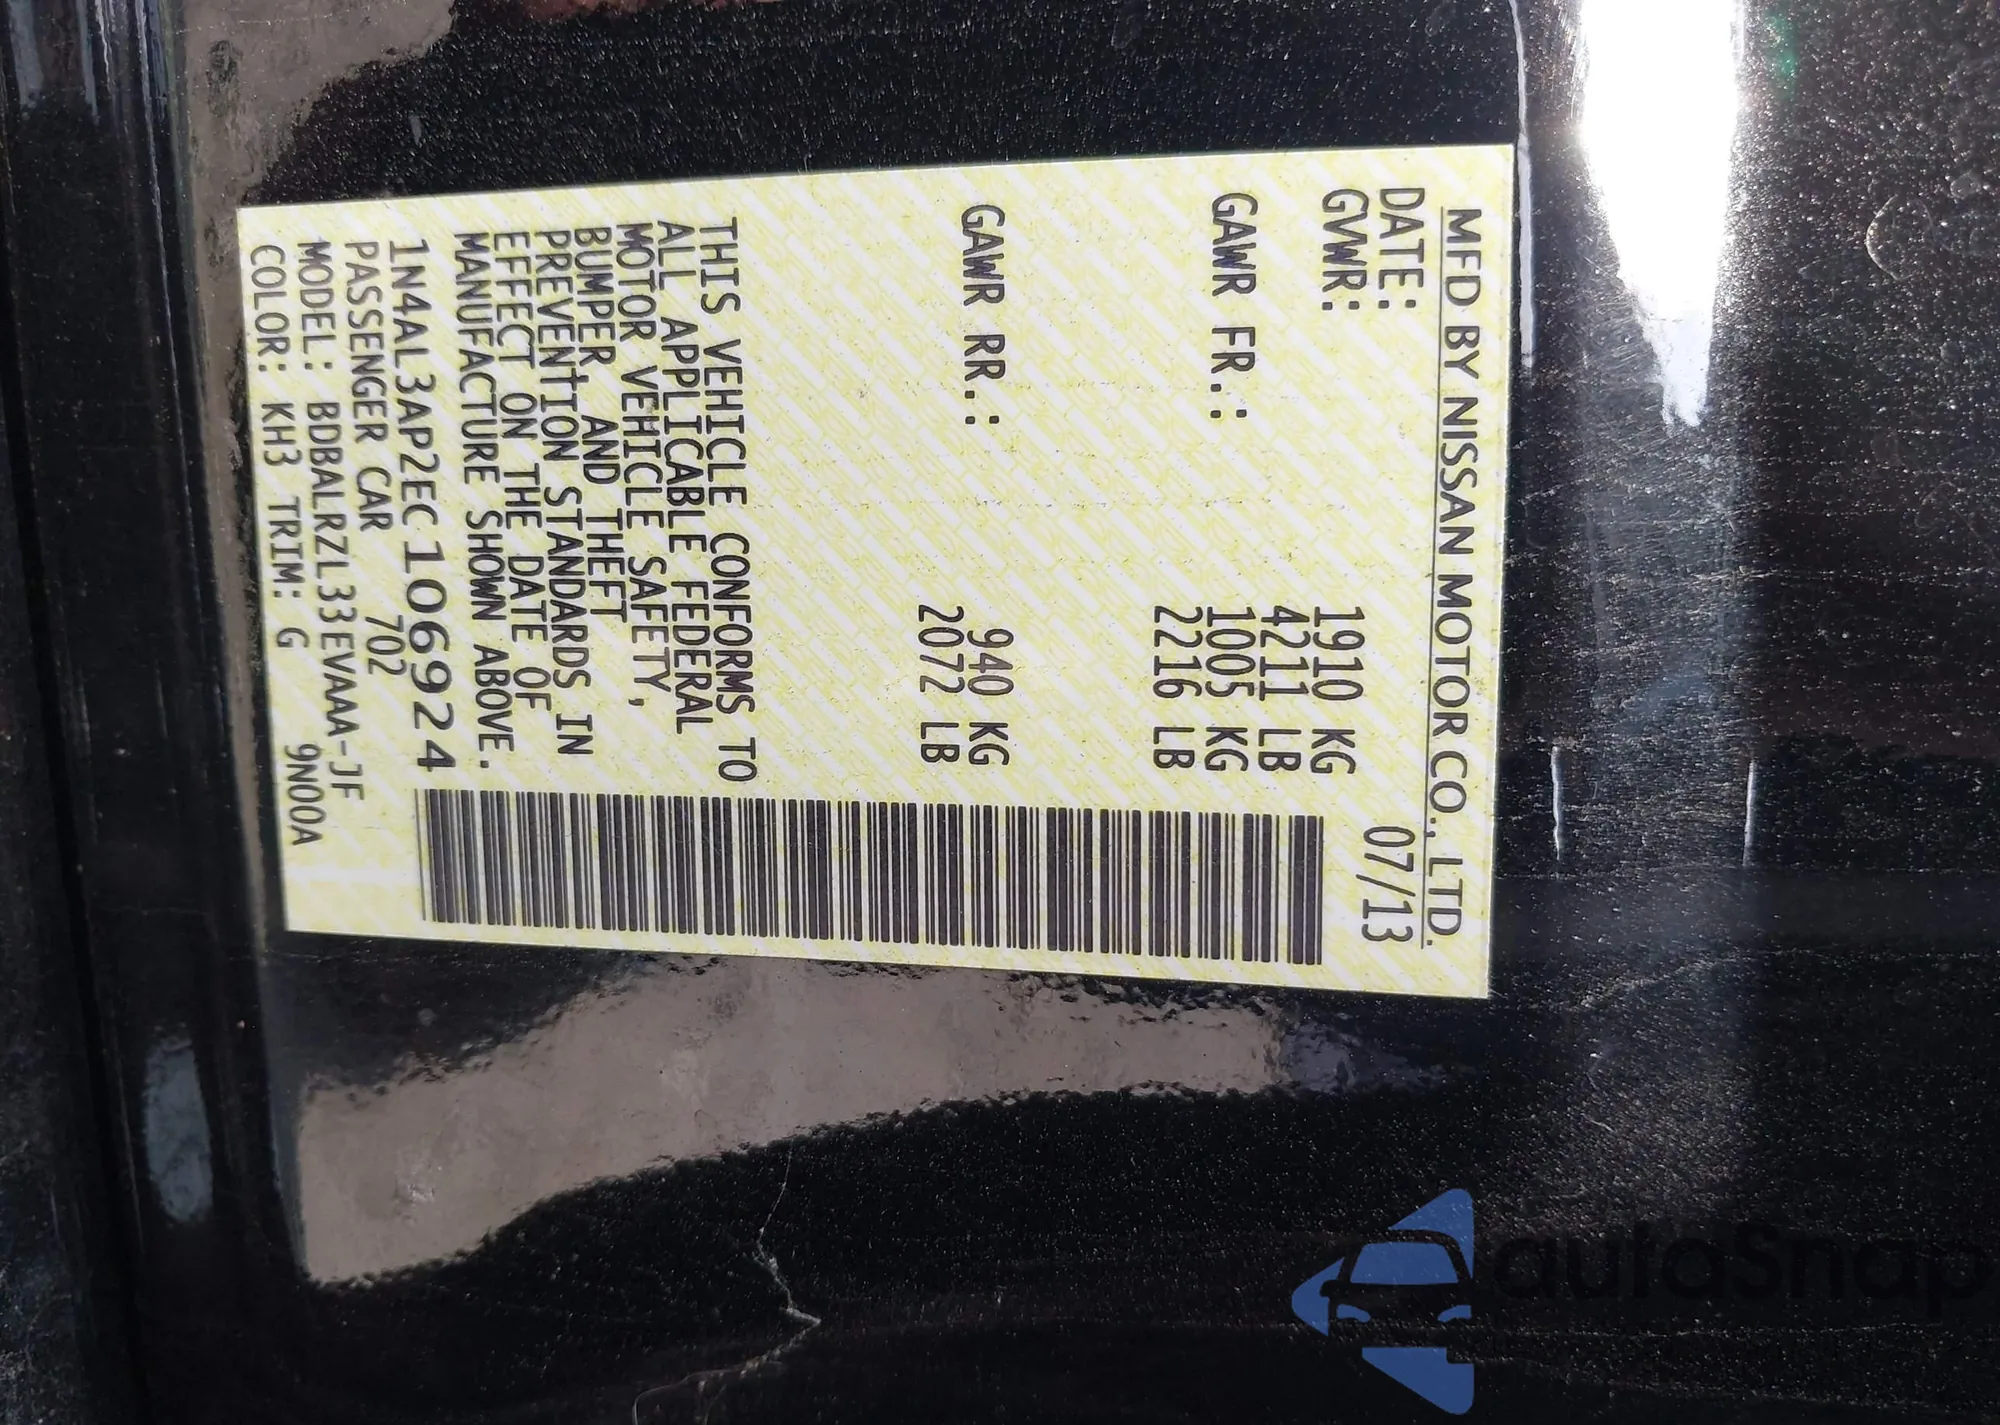 MFD BY NISSAN MOTOR CO., LTD.
DATE: 07/13
GVWR: 1910 KG
4211 LB
GAWR FR.: 1005 KG
2216 LB
GAWR RR.: 940 KG
2072 LB
THIS VEHICLE CONFORMS TO
ALL APPLICABLE FEDERAL
MOTOR VEHICLE SAFETY,
BUMPER, AND THEFT
PREVENTION STANDARDS IN
EFFECT ON THE DATE OF
MANUFACTURE SHOWN ABOVE.
1N4AL3AP2EC106924
PASSENGER CAR 702
MODEL: BDBALRZL33EVAAA-JF
COLOR: KH3 TRIM: G 9N00A
autoSnap